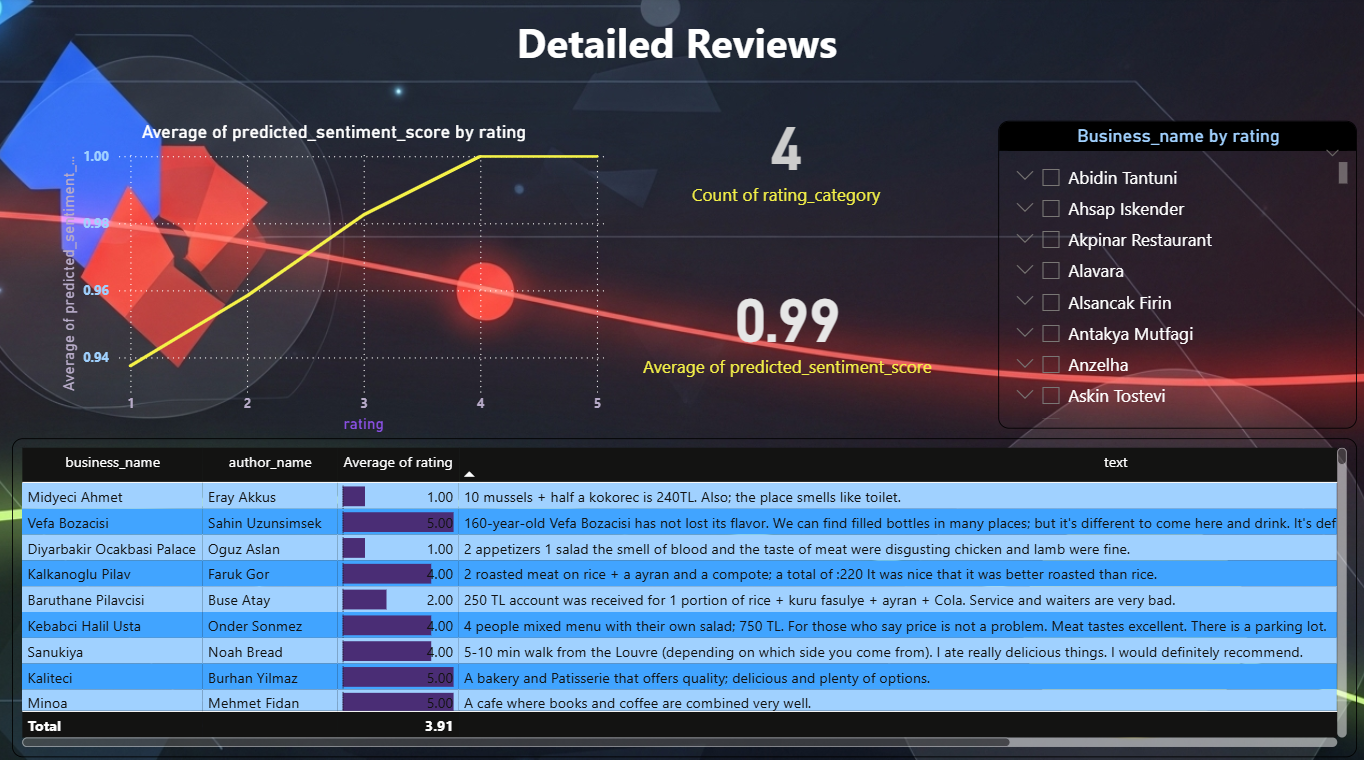 Detailed Reviews
Average of predicted_sentiment_score by rating
Average of predicted_sentiment_...
1.00
0.98
0.96
0.94
1 2 3 4 5
rating
4
Count of rating_category
0.99
Average of predicted_sentiment_score
Business_name by rating
Abidin Tantuni
Ahsap Iskender
Akpinar Restaurant
Alavara
Alsancak Firin
Antakya Mutfagi
Anzelha
Askin Tostevi
business_name author_name Average of rating text
Midyeci Ahmet Eray Akkus 1.00 10 mussels + half a kokorec is 240TL. Also; the place smells like toilet.
Vefa Bozacisi Sahin Uzunsimsek 5.00 160-year-old Vefa Bozacisi has not lost its flavor. We can find filled bottles in many places; but it's different to come here and drink. It's def
Diyarbakir Ocakbasi Palace Oguz Aslan 1.00 2 appetizers 1 salad the smell of blood and the taste of meat were disgusting chicken and lamb were fine.
Kalkanoglu Pilav Faruk Gor 4.00 2 roasted meat on rice + a ayran and a compote; a total of :220 It was nice that it was better roasted than rice.
Baruthane Pilavcisi Buse Atay 2.00 250 TL account was received for 1 portion of rice + kuru fasulye + ayran + Cola. Service and waiters are very bad.
Kebabci Halil Usta Onder Sonmez 4.00 4 people mixed menu with their own salad; 750 TL. For those who say price is not a problem. Meat tastes excellent. There is a parking lot.
Sanukiya Noah Bread 4.00 5-10 min walk from the Louvre (depending on which side you come from). I ate really delicious things. I would definitely recommend.
Kaliteci Burhan Yilmaz 5.00 A bakery and Patisserie that offers quality; delicious and plenty of options.
Minoa Mehmet Fidan 5.00 A cafe where books and coffee are combined very well.
Total 3.91